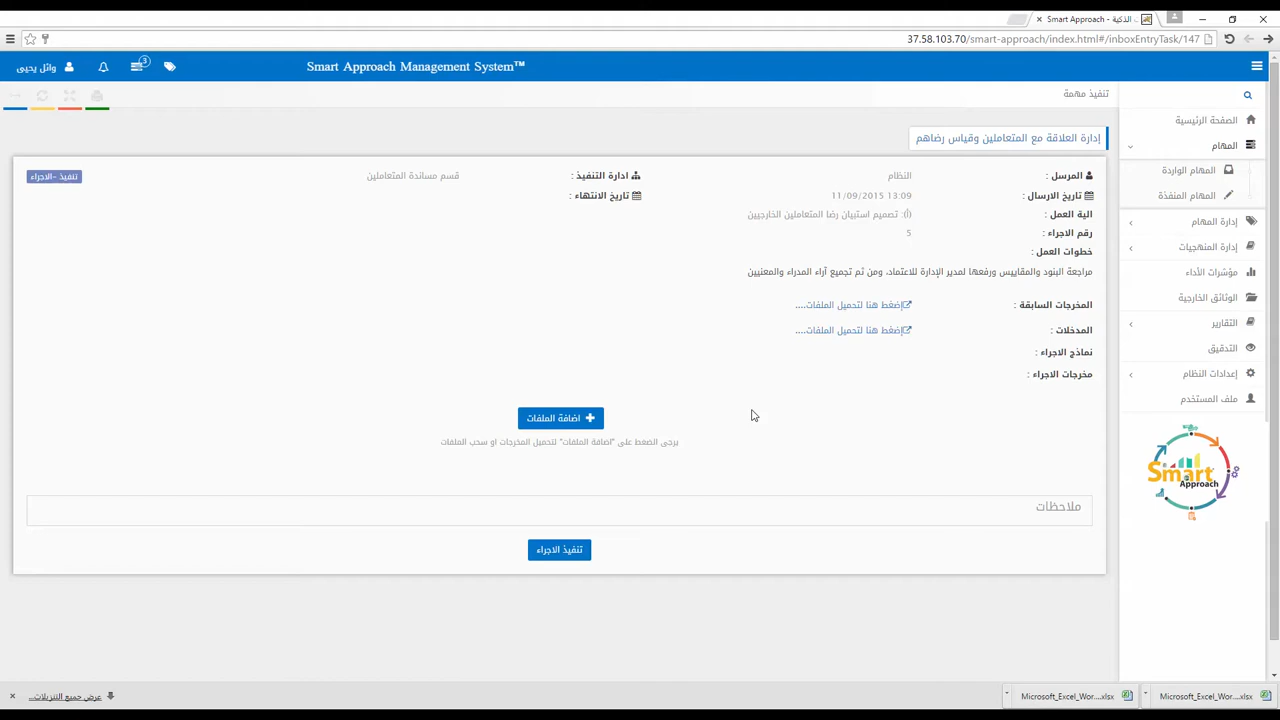 Smart Approach - الذكية
37.58.103.70/smart-approach/index.html#/inboxEntryTask/147
Smart Approach Management System™
3
وائل يحيى
تنفيذ مهمة
الصفحة الرئيسية
المهام
المهام الواردة
المهام المنفذة
إدارة المهام
إدارة المنهجيات
مؤشرات الأداء
الوثائق الخارجية
التقارير
التدقيق
إعدادات النظام
ملف المستخدم
Smart
Approach
إدارة العلاقة مع المتعاملين وقياس رضاهم
المرسل : النظام
ادارة التنفيذ : قسم مساندة المتعاملين
تنفيذ -الاجراء
تاريخ الارسال : 11/09/2015 13:09
تاريخ الانتهاء :
الية العمل : (أ): تصميم استبيان رضا المتعاملين الخارجيين
رقم الاجراء : 5
خطوات العمل :
مراجعة البنود والمقاييس ورفعها لمدير الإدارة للاعتماد، ومن ثم تجميع آراء المدراء والمعنيين
المخرجات السابقة : إضغط هنا لتحميل الملفات....
المدخلات : إضغط هنا لتحميل الملفات....
نماذج الاجراء :
مخرجات الاجراء :
اضافة الملفات
يرجى الضغط على "اضافة الملفات" لتحميل المخرجات او سحب الملفات
ملاحظات
تنفيذ الاجراء
Microsoft_Excel_Wor....xlsx
Microsoft_Excel_Wor....xlsx
عرض جميع التنزيلات...